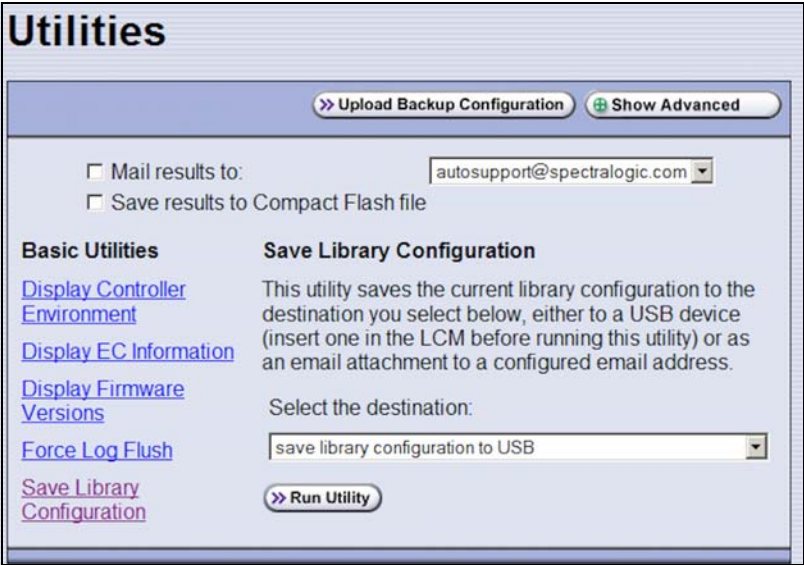 Utilities
Upload Backup Configuration
Show Advanced
Mail results to:
autosupport@spectralogic.com
Save results to Compact Flash file
Basic Utilities
Display Controller
Environment
Display EC Information
Display Firmware
Versions
Force Log Flush
Save Library
Configuration
Save Library Configuration
This utility saves the current library configuration to the
destination you select below, either to a USB device
(insert one in the LCM before running this utility) or as
an email attachment to a configured email address.
Select the destination:
save library configuration to USB
Run Utility